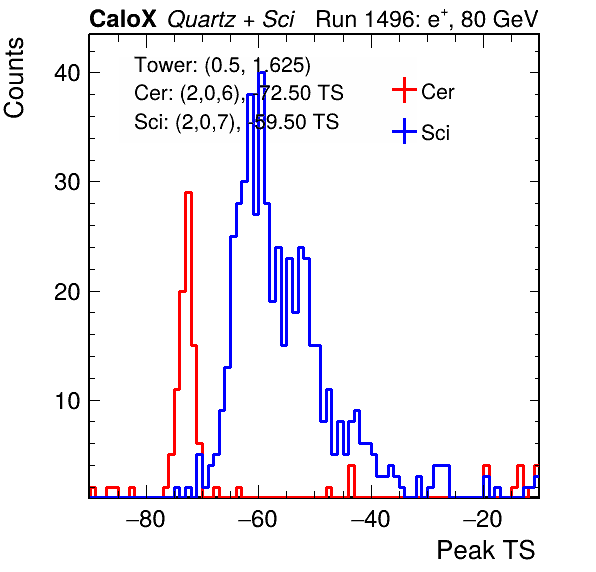 CaloX Quartz + Sci Run 1496: e+, 80 GeV
Counts
Tower: (0.5, 1.625)
Cer: (2,0,6), -72.50 TS
Sci: (2,0,7), -59.50 TS
Cer
Sci
40
30
20
10
−80 −60 −40 −20
Peak TS